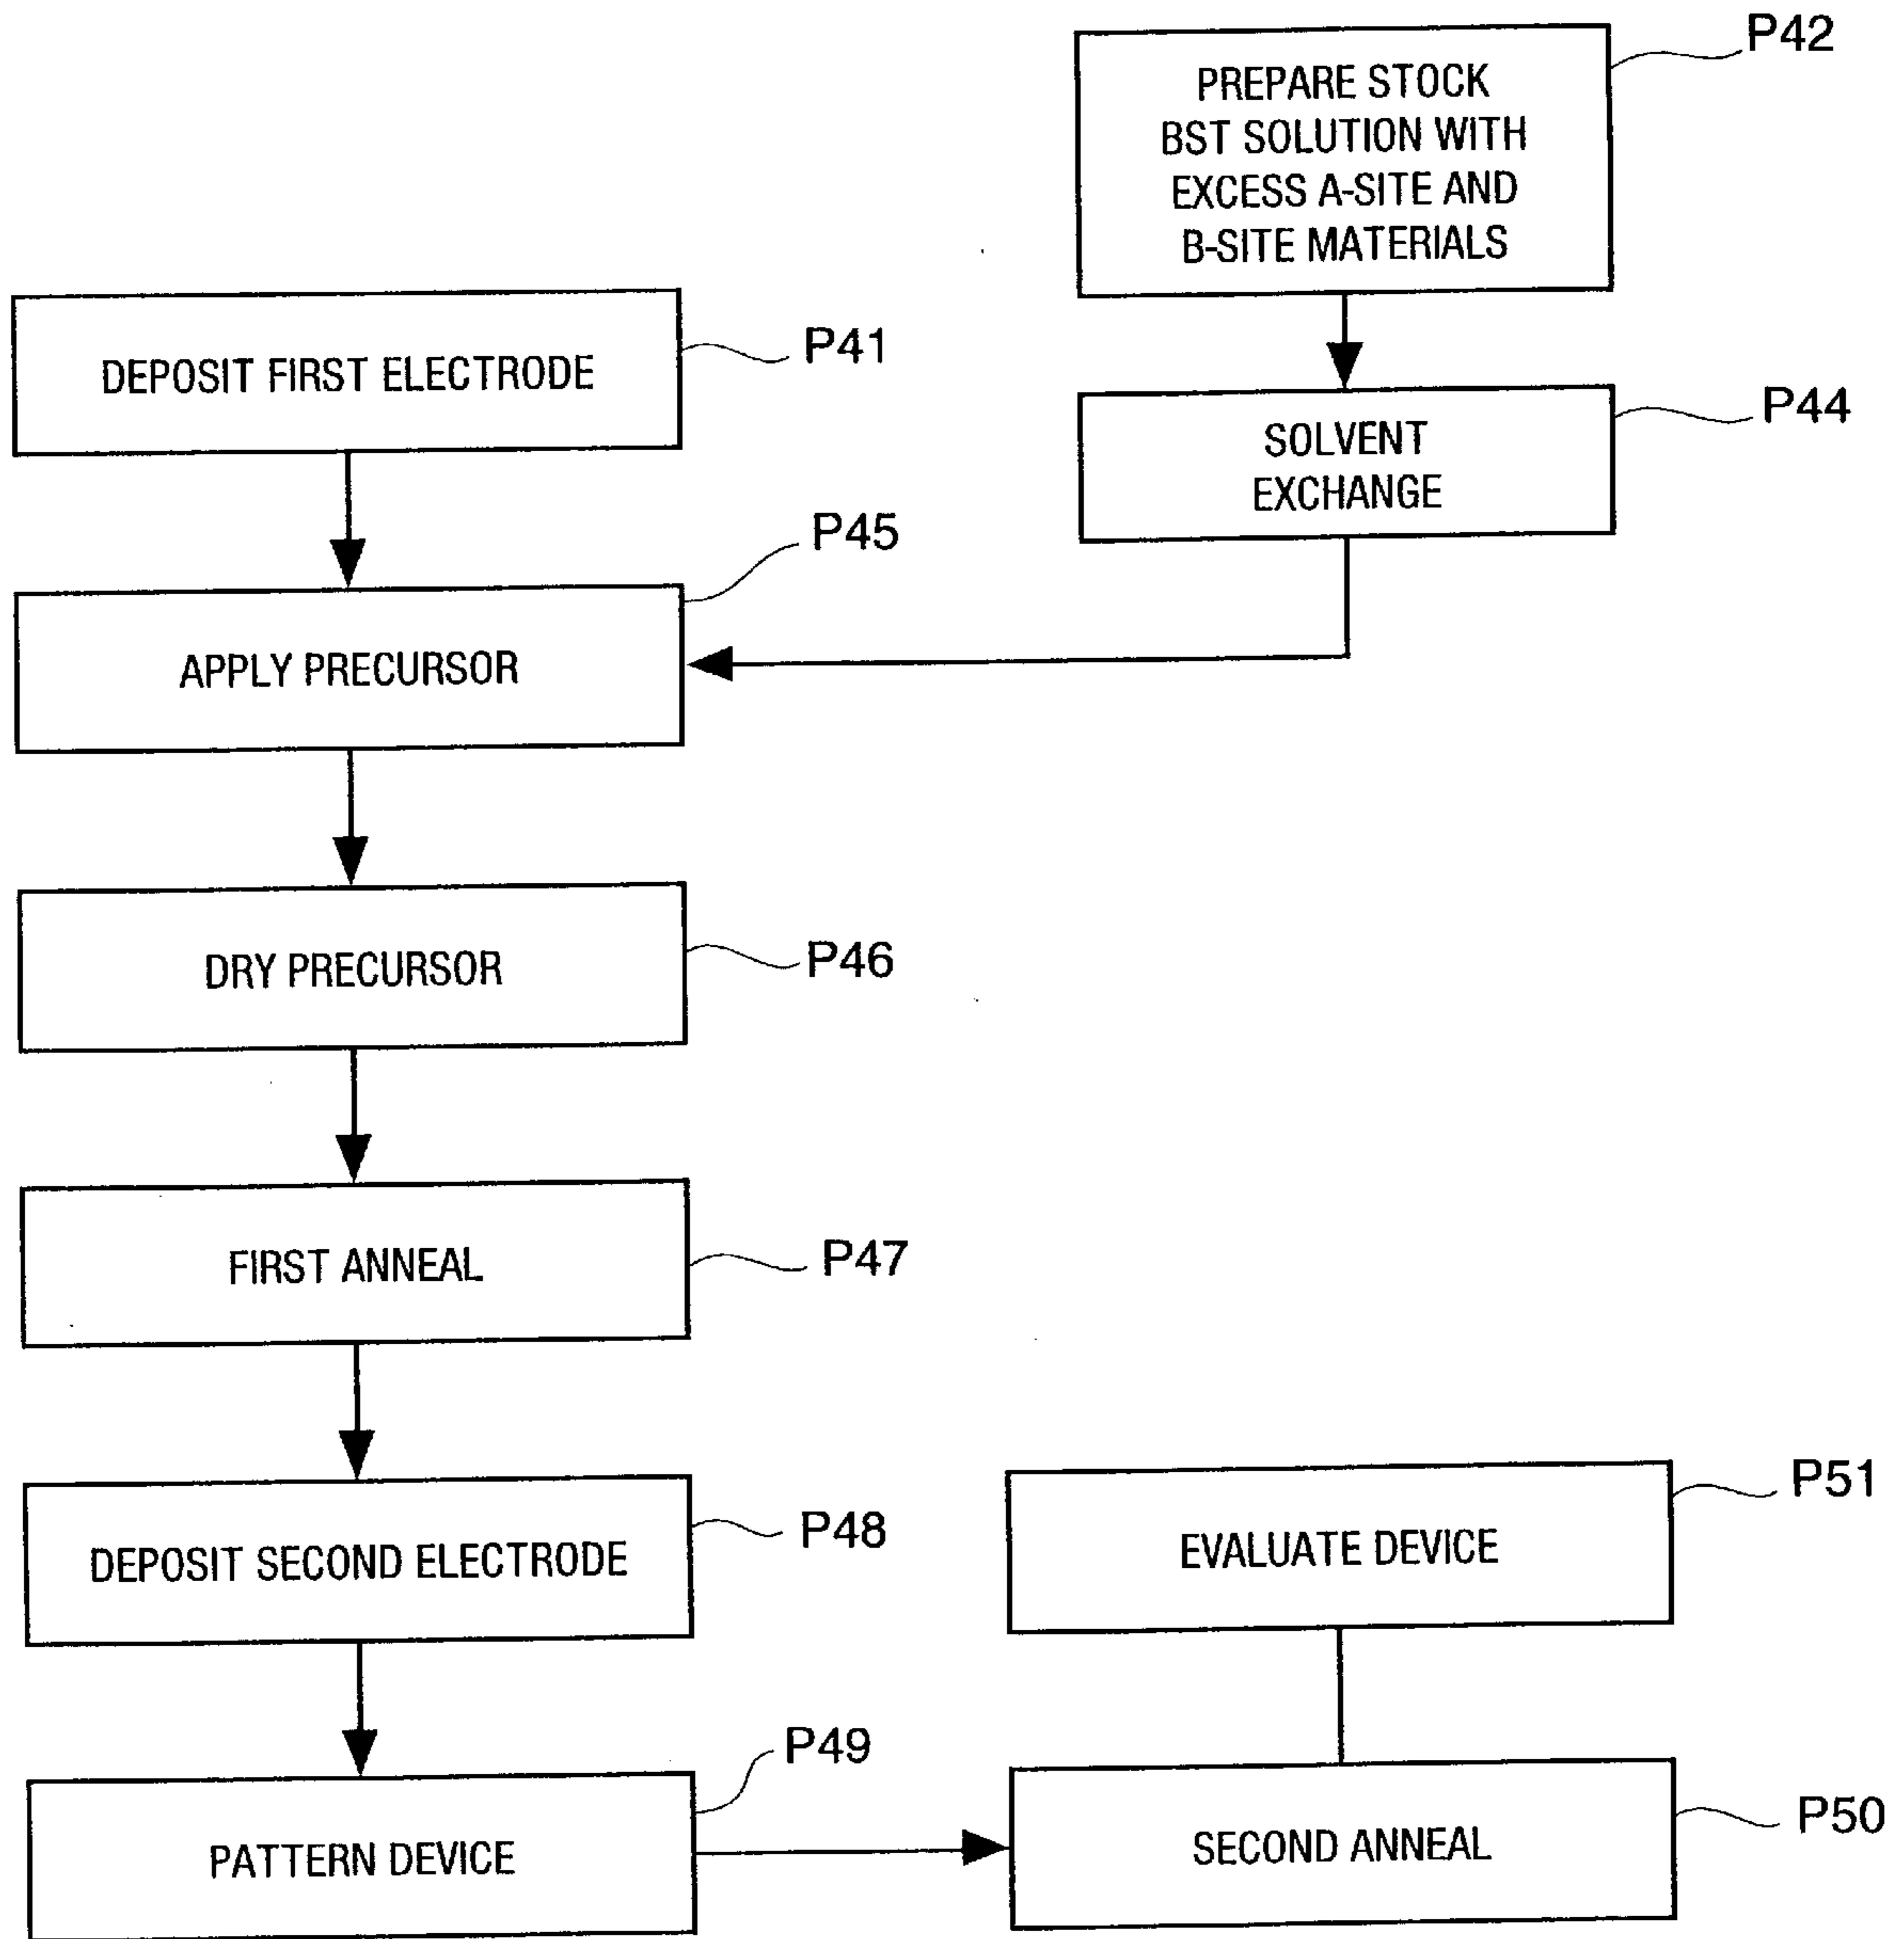 PREPARE STOCK
BST SOLUTION WITH
EXCESS A-SITE AND
B-SITE MATERIALS
P42
DEPOSIT FIRST ELECTRODE
P41
SOLVENT
EXCHANGE
P44
APPLY PRECURSOR
P45
DRY PRECURSOR
P46
FIRST ANNEAL
P47
DEPOSIT SECOND ELECTRODE
P48
EVALUATE DEVICE
P51
PATTERN DEVICE
P49
SECOND ANNEAL
P50